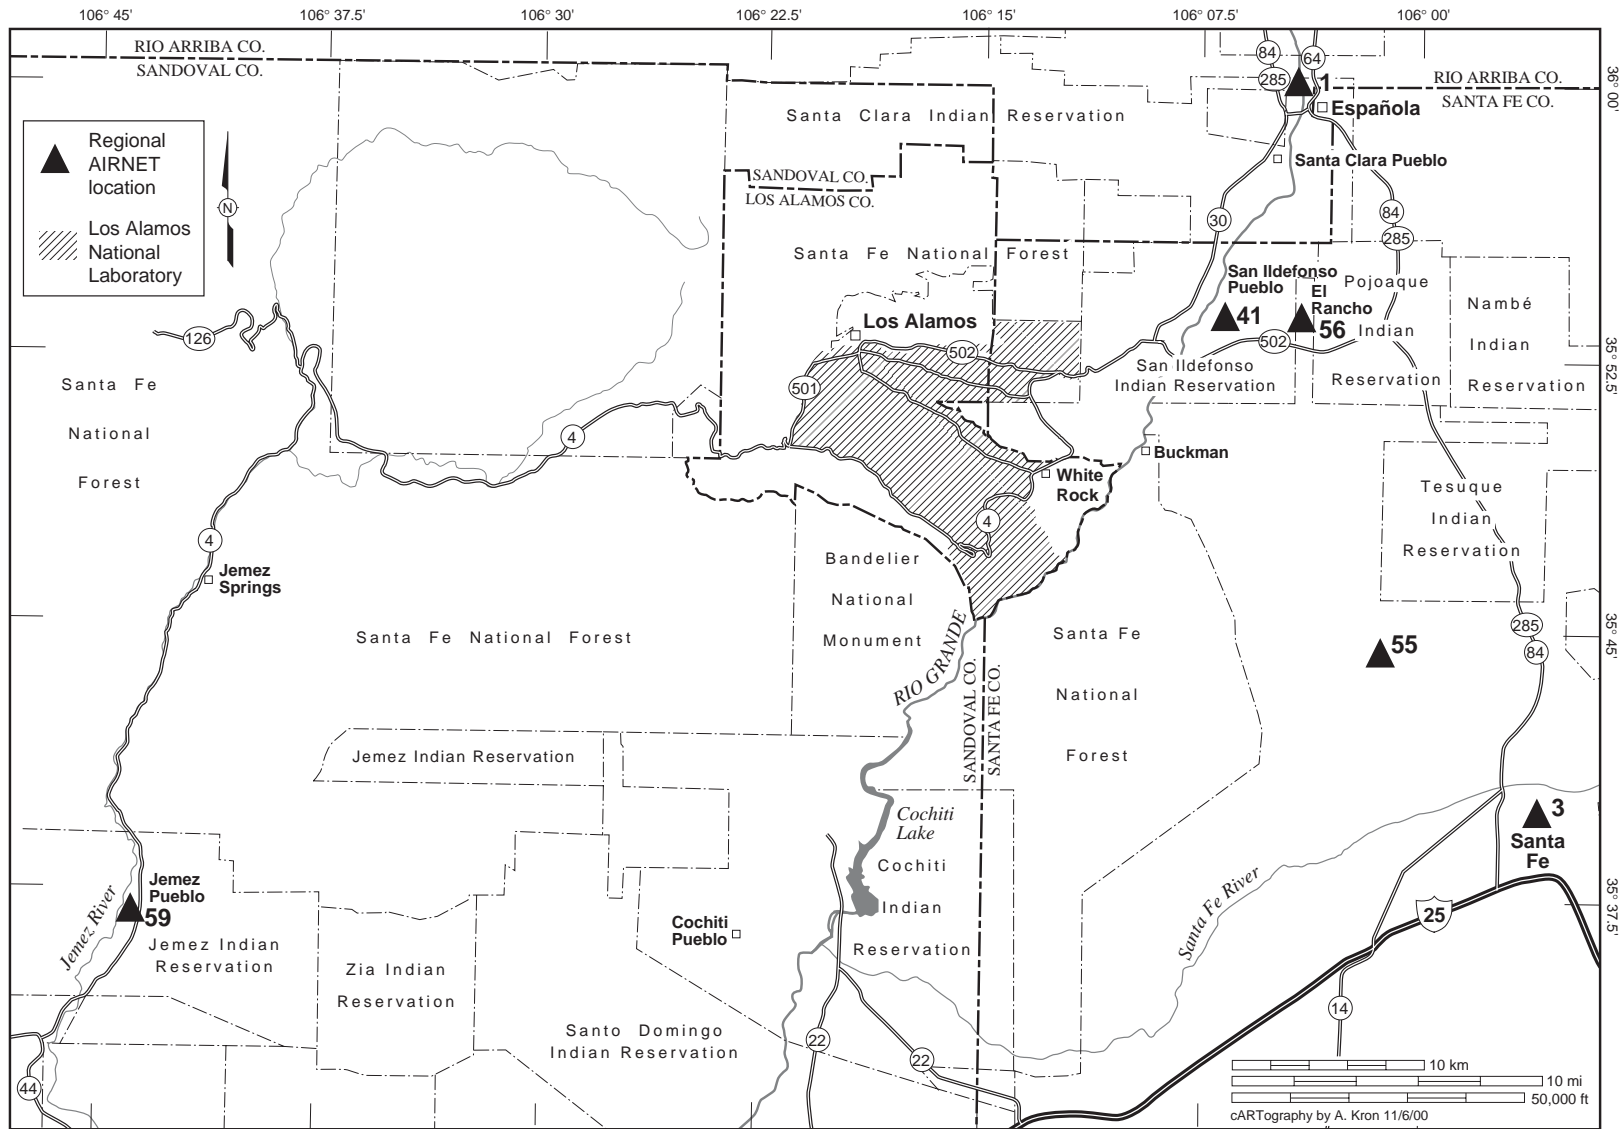 106° 45'
106° 37.5'
106° 30'
106° 22.5'
106° 15'
106° 07.5'
106° 00'
RIO ARRIBA CO.
SANDOVAL CO.
84
64
285
1
RIO ARRIBA CO.
SANTA FE CO.
36° 00'
Española
Santa Clara Indian Reservation
Regional
AIRNET
location
N
Los Alamos
National
Laboratory
SANDOVAL CO.
LOS ALAMOS CO.
Santa Clara Pueblo
30
84
285
Santa Fe National Forest
San Ildefonso
Pueblo
41
El
Rancho
56
Pojoaque
Indian
Reservation
Nambé
Indian
Reservation
126
Los Alamos
502
502
35° 52.5'
San Ildefonso
Indian Reservation
501
Santa Fe
National
Forest
4
Buckman
White
Rock
4
Tesuque
Indian
Reservation
4
Jemez
Springs
Bandelier
National
Monument
Santa Fe National Forest
RIO GRANDE
SANDOVAL CO.
SANTA FE CO.
Santa Fe
National
Forest
285
84
35° 45'
55
Jemez Indian Reservation
Cochiti
Lake
3
Santa
Fe
Cochiti
Indian
Reservation
Jemez
Pueblo
59
Jemez River
Jemez Indian
Reservation
Cochiti
Pueblo
Santa Fe River
25
35° 37.5'
Zia Indian
Reservation
Santo Domingo
Indian Reservation
22
22
14
44
10 km
10 mi
50,000 ft
cARTography by A. Kron 11/6/00